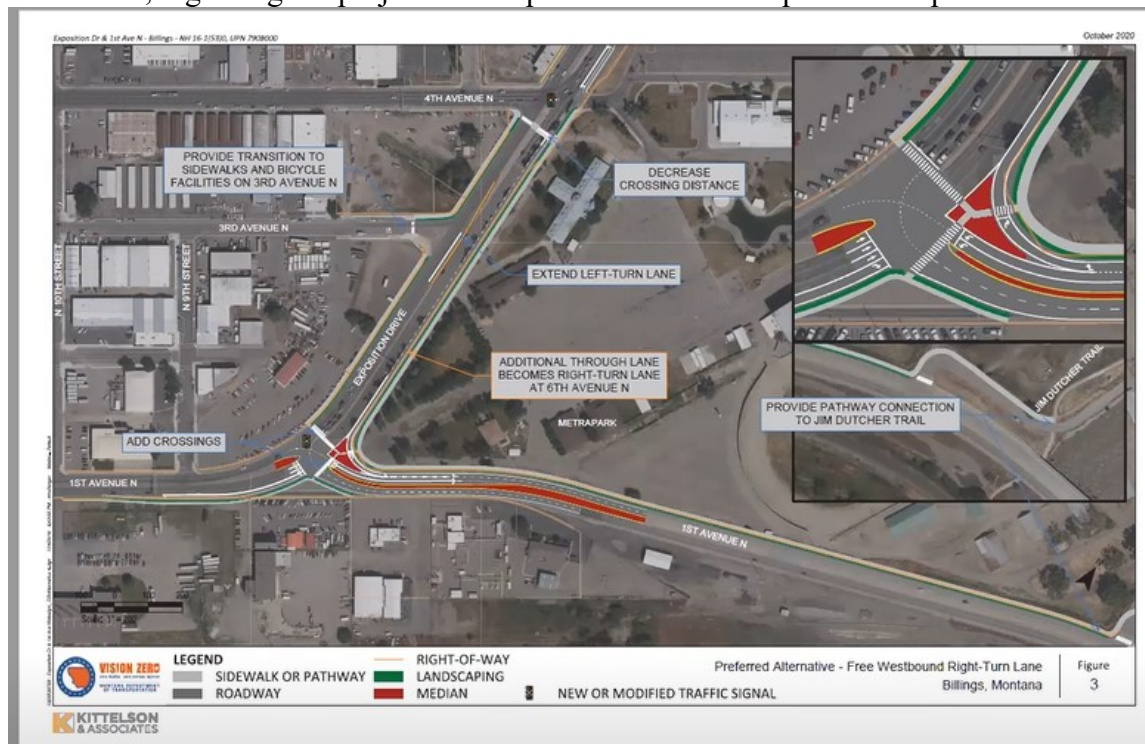 Exposition Dr & 1st Ave N - Billings - NH 16-1(53)0, UPN 7908000
October 2020
4TH AVENUE N
PROVIDE TRANSITION TO
SIDEWALKS AND BICYCLE
FACILITIES ON 3RD AVENUE N
DECREASE
CROSSING DISTANCE
3RD AVENUE N
N 10TH STREET
N 9TH STREET
EXTEND LEFT-TURN LANE
EXPOSITION DRIVE
ADDITIONAL THROUGH LANE
BECOMES RIGHT-TURN LANE
AT 6TH AVENUE N
JIM DUTCHER TRAIL
PROVIDE PATHWAY CONNECTION
TO JIM DUTCHER TRAIL
METRAPARK
ADD CROSSINGS
1ST AVENUE N
1ST AVENUE N
VISION ZERO
MONTANA DEPARTMENT
OF TRANSPORTATION
LEGEND
SIDEWALK OR PATHWAY
ROADWAY
RIGHT-OF-WAY
LANDSCAPING
MEDIAN
NEW OR MODIFIED TRAFFIC SIGNAL
Preferred Alternative - Free Westbound Right-Turn Lane
Billings, Montana
Figure
3
KITTELSON
& ASSOCIATES